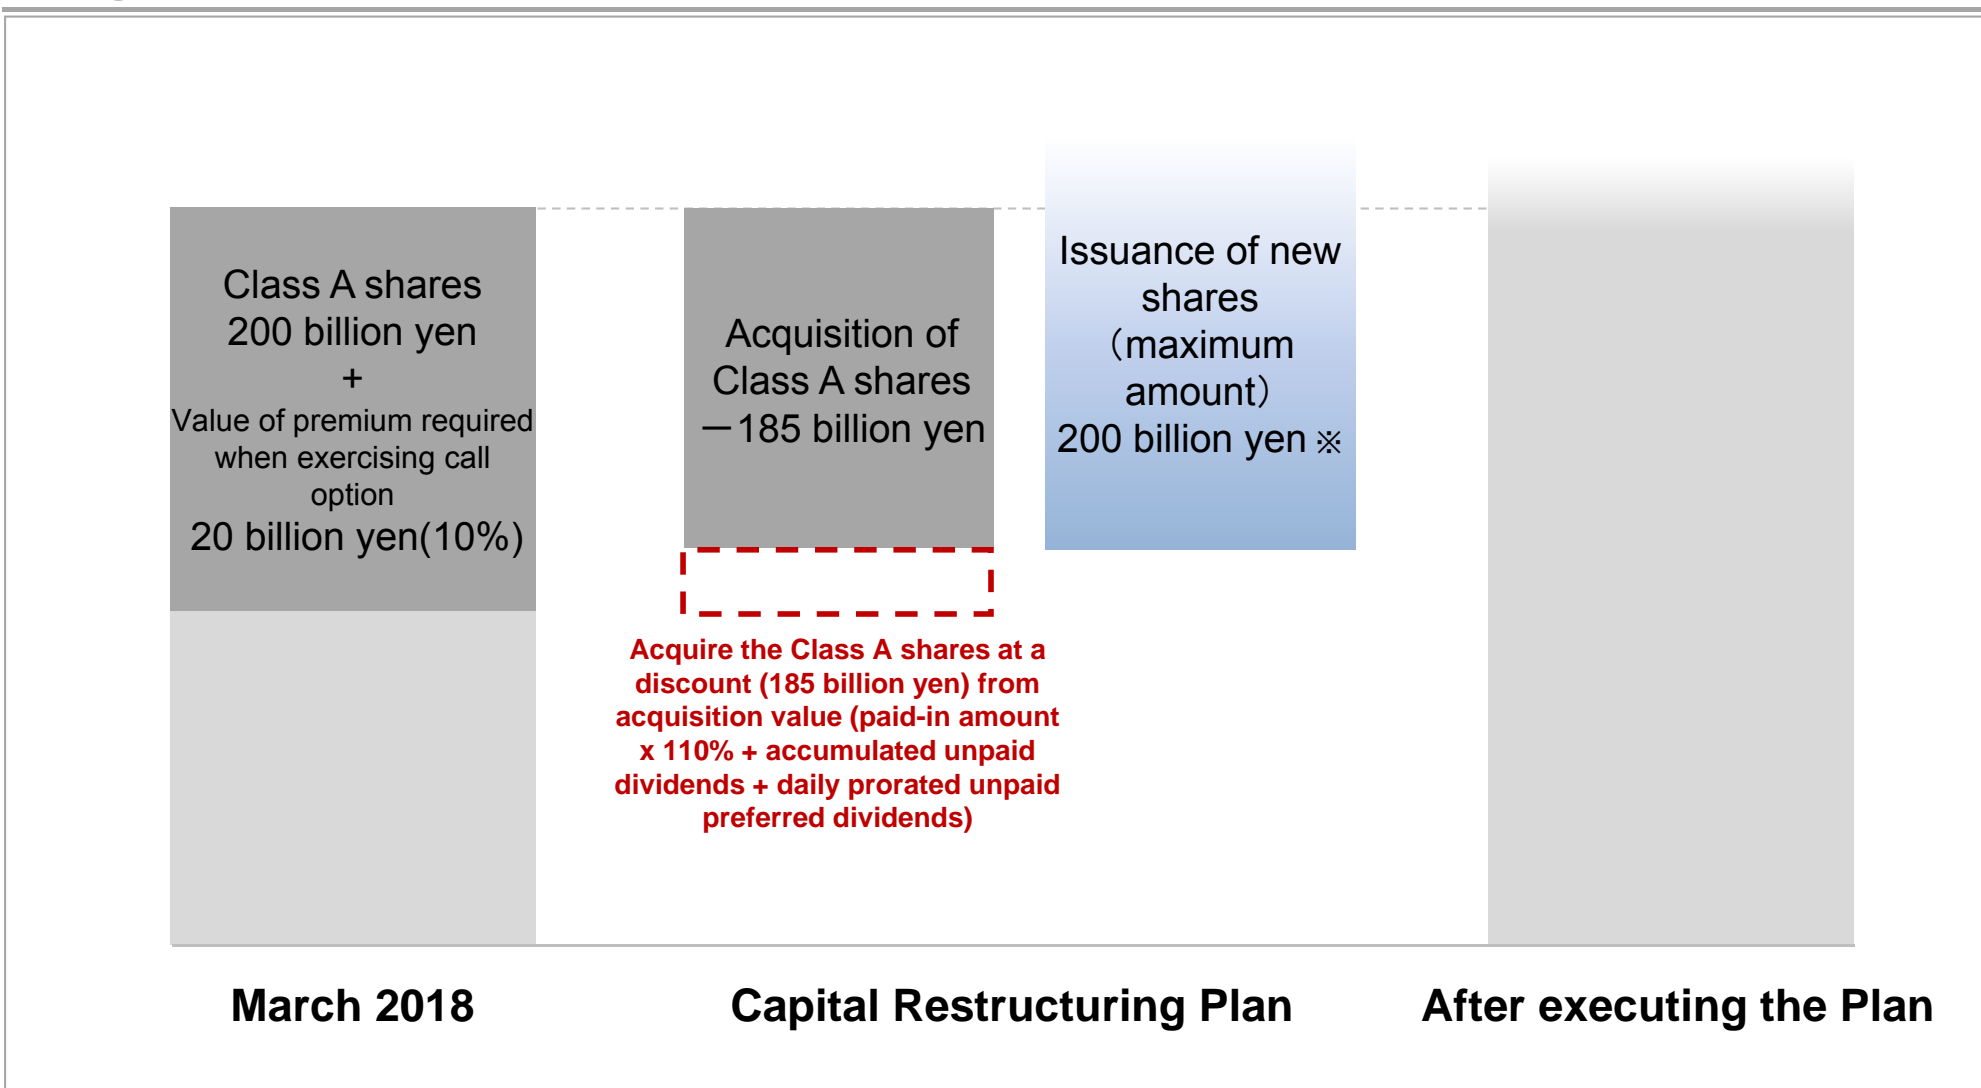 Class A shares
200 billion yen
+
Value of premium required
when exercising call
option
20 billion yen(10%)
Acquisition of
Class A shares
－185 billion yen
Issuance of new
shares
（maximum
amount）
200 billion yen ※
Acquire the Class A shares at a
discount (185 billion yen) from
acquisition value (paid-in amount
x 110% + accumulated unpaid
dividends + daily prorated unpaid
preferred dividends)
March 2018
Capital Restructuring Plan
After executing the Plan